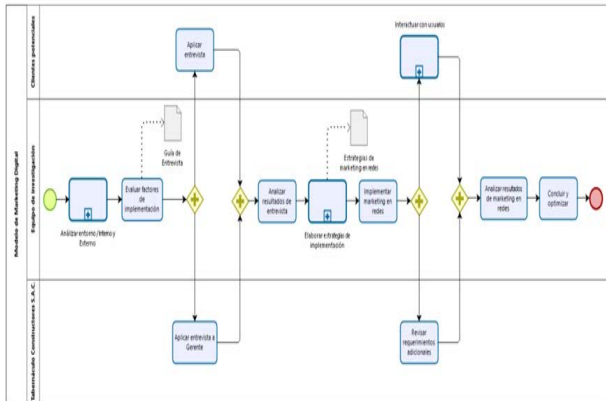 Modelo de Marketing Digital
Clientes potenciales
Equipo de investigación
Tabernáculo Constructores S.A.C.
Aplicar
entrevista
Interactuar con usuarios
Guía de
Entrevista
Estrategias de
marketing en redes
Análizar entorno /Interno y
Externo
Evaluar factores
de
implementación
Analizar
resultados de
entrevista
Elaborar estrategias de
implementación
Implementar
marketing en
redes
Analizar resultados
de marketing en
redes
Concluir y
optimizar
Aplicar entrevista a
Gerente
Revisar
requerimientos
adicionales